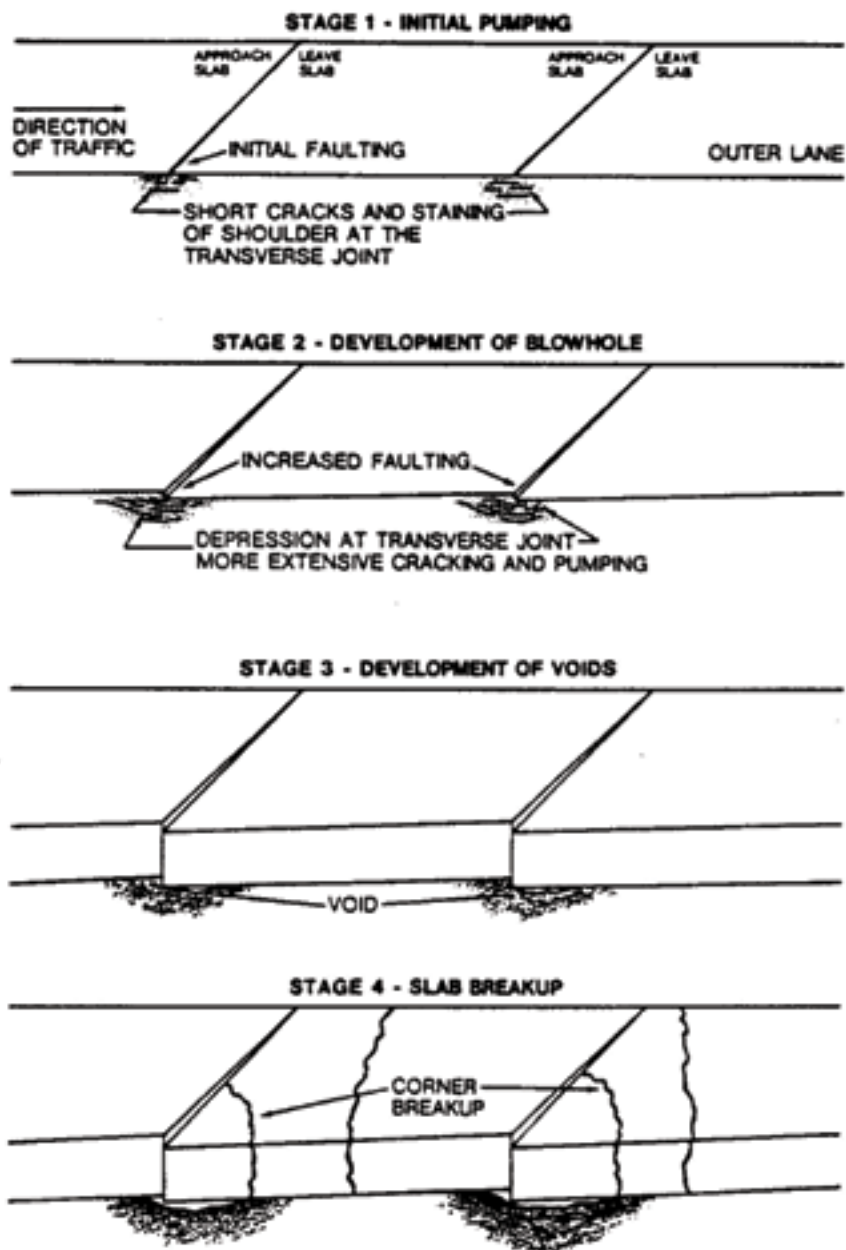 STAGE 1 - INITIAL PUMPING
APPROACH SLAB
LEAVE SLAB
APPROACH SLAB
LEAVE SLAB
DIRECTION
OF TRAFFIC
INITIAL FAULTING
OUTER LANE
SHORT CRACKS AND STAINING
OF SHOULDER AT THE
TRANSVERSE JOINT
STAGE 2 - DEVELOPMENT OF BLOWHOLE
INCREASED FAULTING
DEPRESSION AT TRANSVERSE JOINT
MORE EXTENSIVE CRACKING AND PUMPING
STAGE 3 - DEVELOPMENT OF VOIDS
VOID
STAGE 4 - SLAB BREAKUP
CORNER
BREAKUP